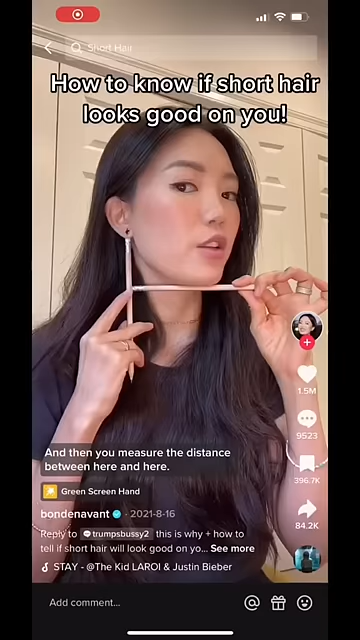 Short Hair
How to know if short hair
looks good on you!
1.5M
9523
396.7K
84.2K
And then you measure the distance
between here and here.
Green Screen Hand
bondenavant · 2021-8-16
Reply to trumpsbussy2 this is why + how to
tell if short hair will look good on yo... See more
STAY - @The Kid LAROI & Justin Bieber
Add comment...